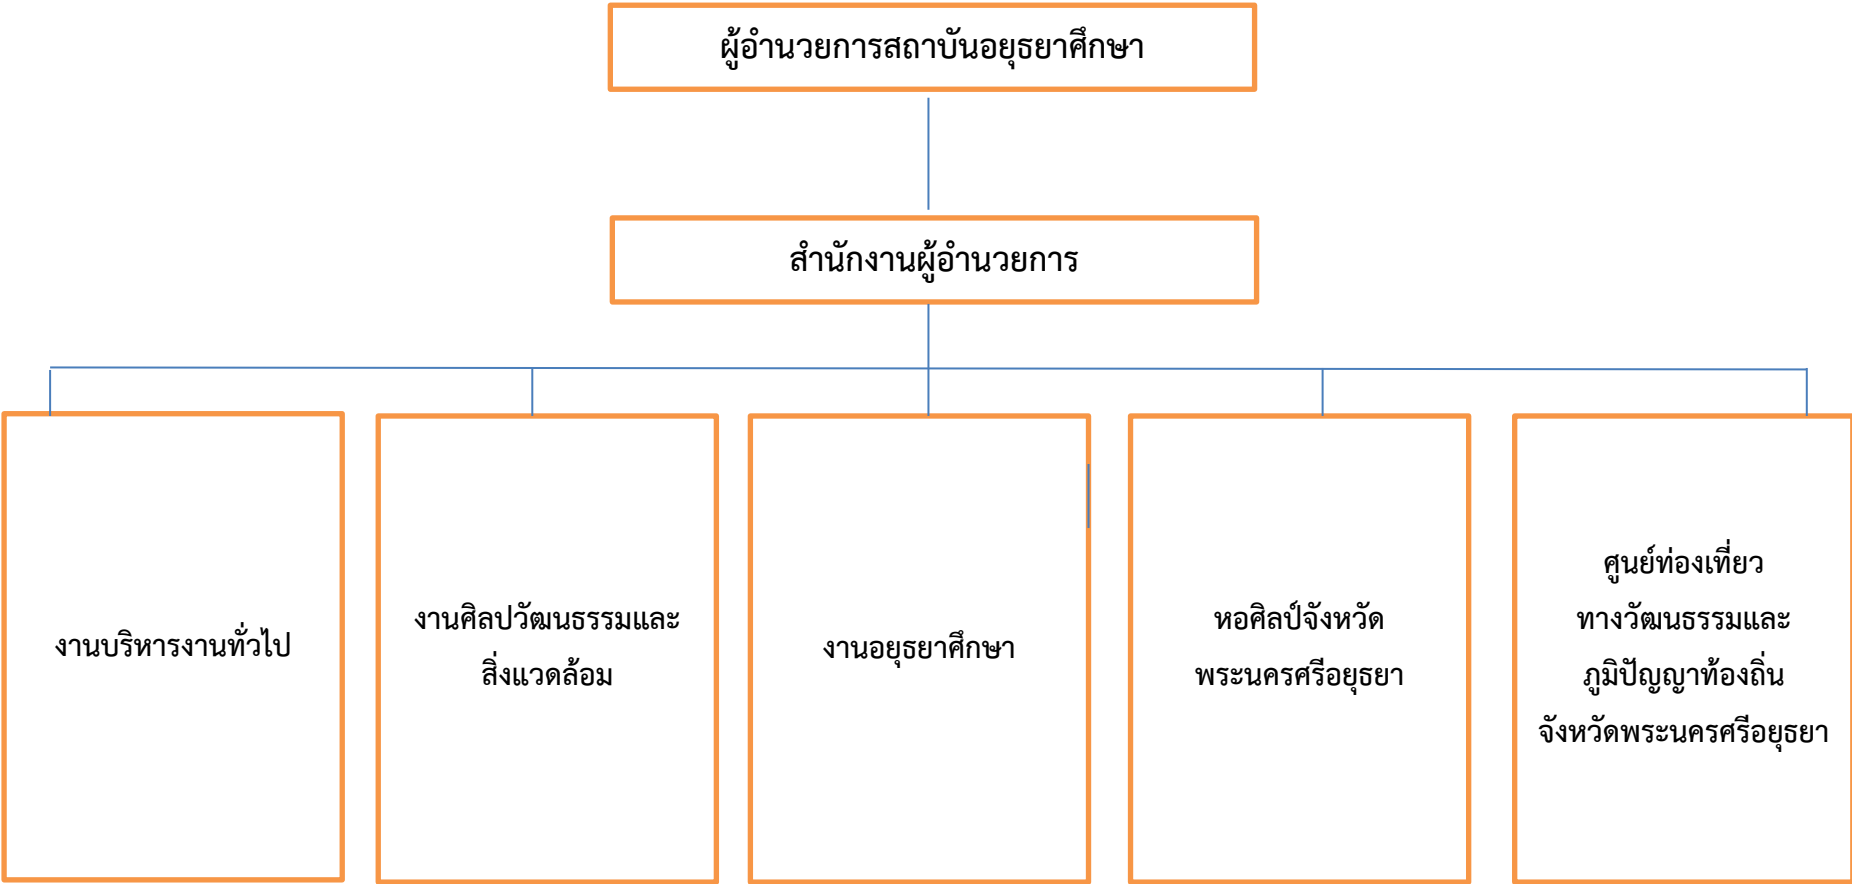 ผู้อำนวยการสถาบันอยุธยาศึกษา
สำนักงานผู้อำนวยการ
งานบริหารงานทั่วไป
งานศิลปวัฒนธรรมและ
สิ่งแวดล้อม
งานอยุธยาศึกษา
หอศิลป์จังหวัด
พระนครศรีอยุธยา
ศูนย์ท่องเที่ยว
ทางวัฒนธรรมและ
ภูมิปัญญาท้องถิ่น
จังหวัดพระนครศรีอยุธยา